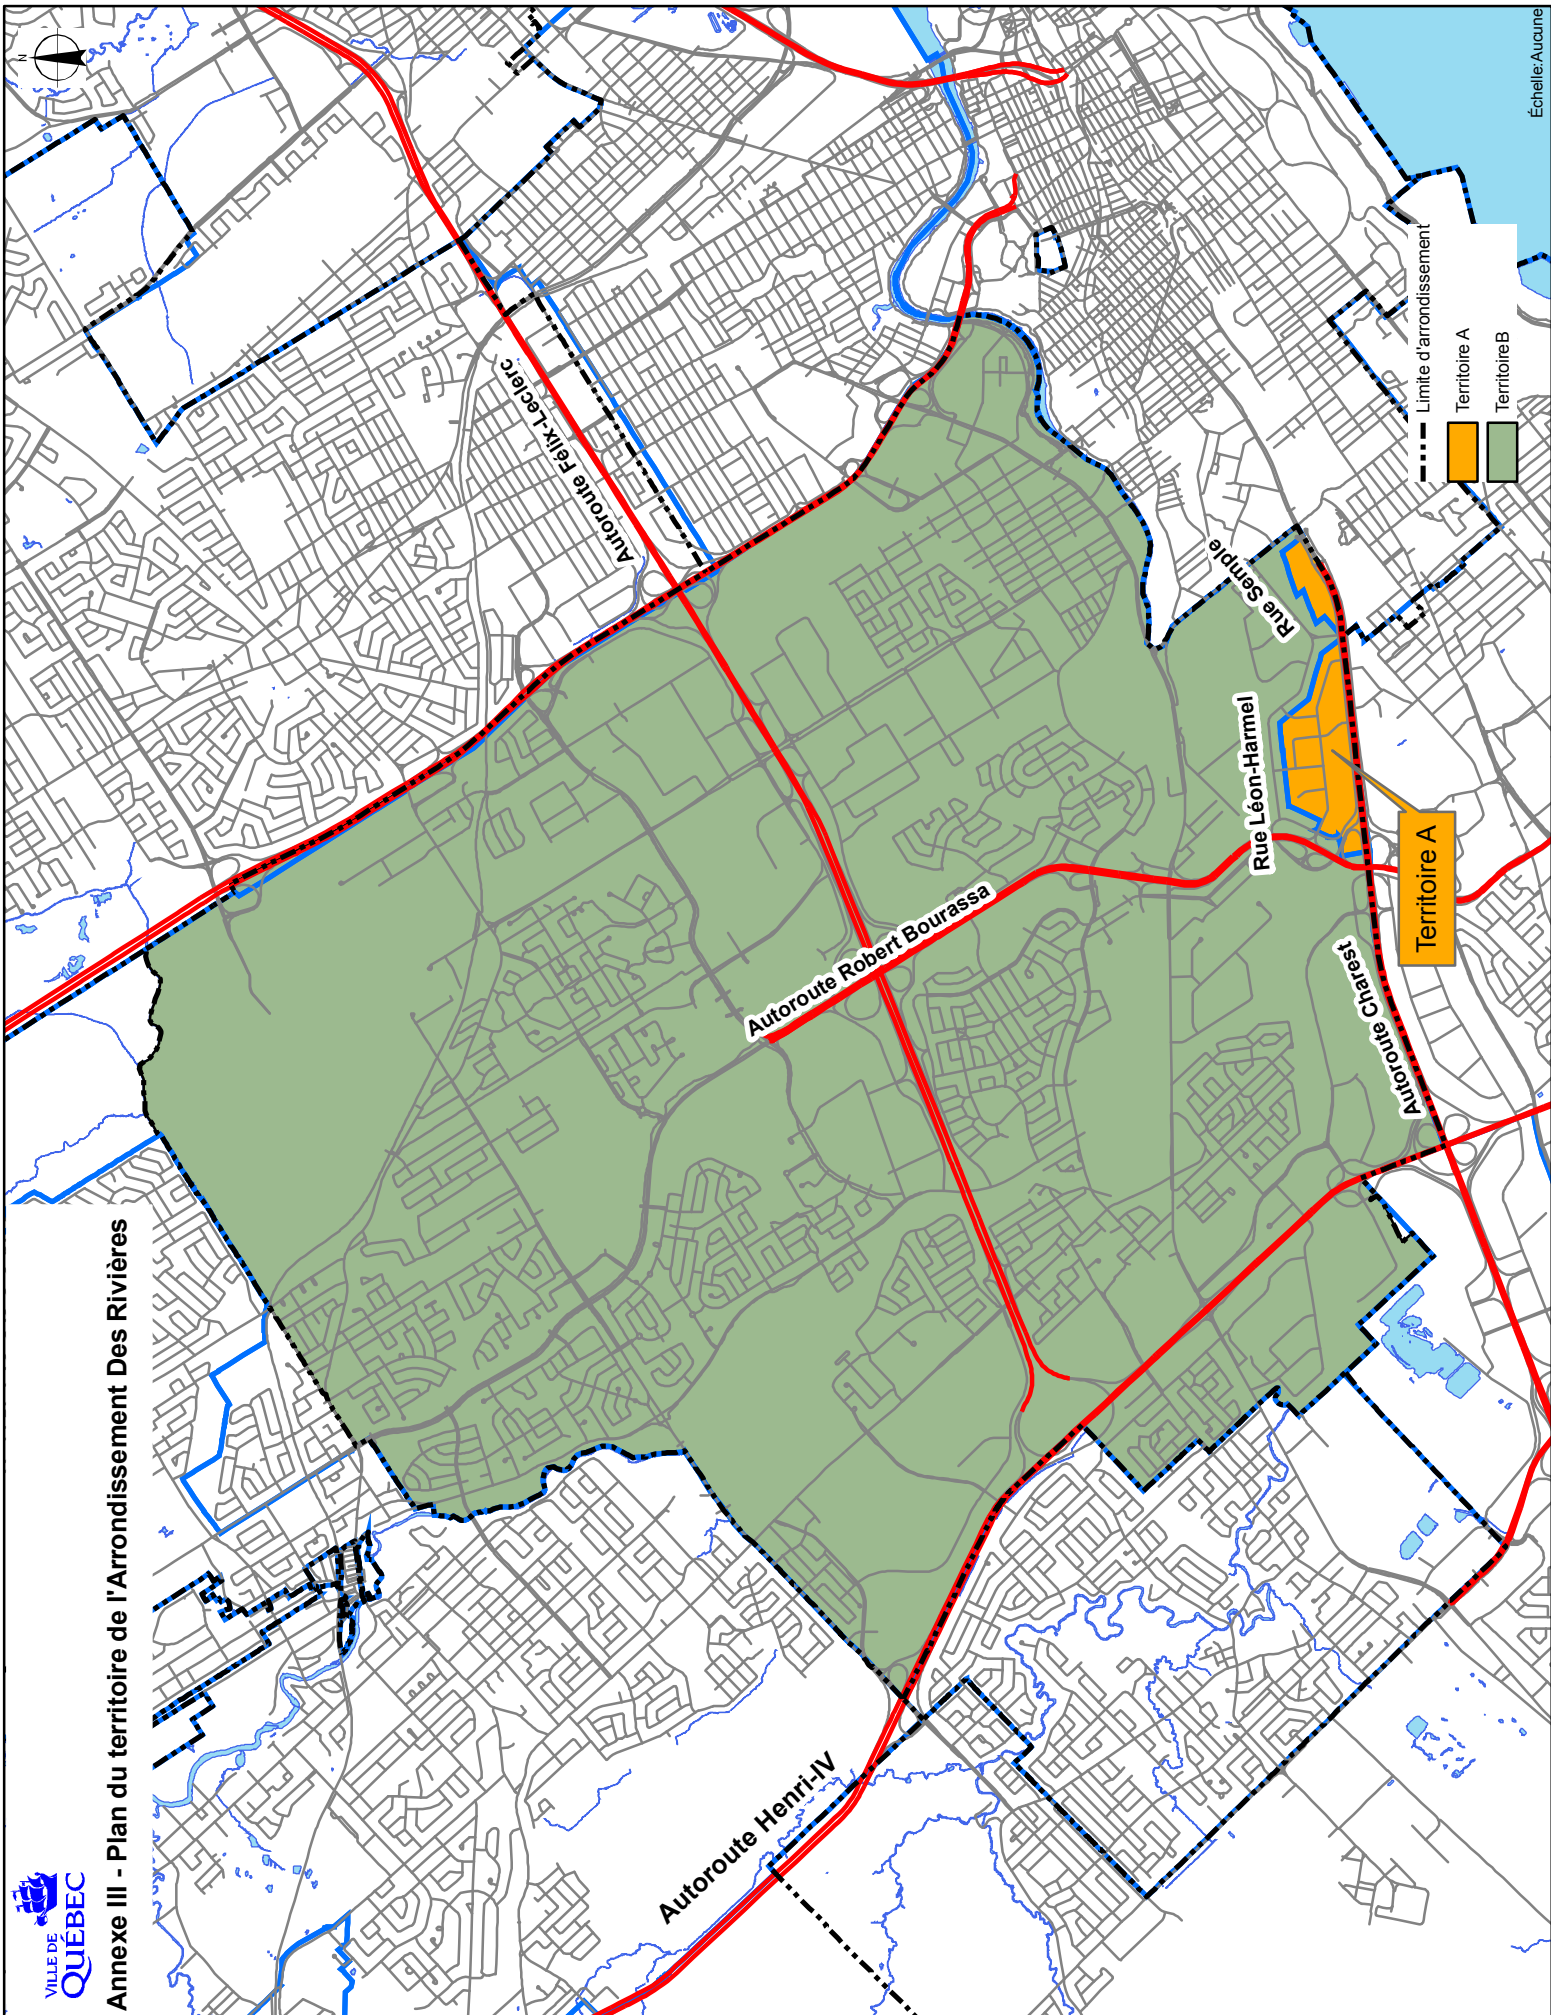 VILLE DE
QUÉBEC
Annexe III - Plan du territoire de l'Arrondissement Des Rivières
N
Autoroute Félix-Leclerc
Autoroute Robert Bourassa
Rue Semple
Rue Léon-Harmel
Autoroute Charest
Autoroute Henri-IV
Territoire A
Limite d'arrondissement
Territoire A
TerritoireB
Échelle:Aucune